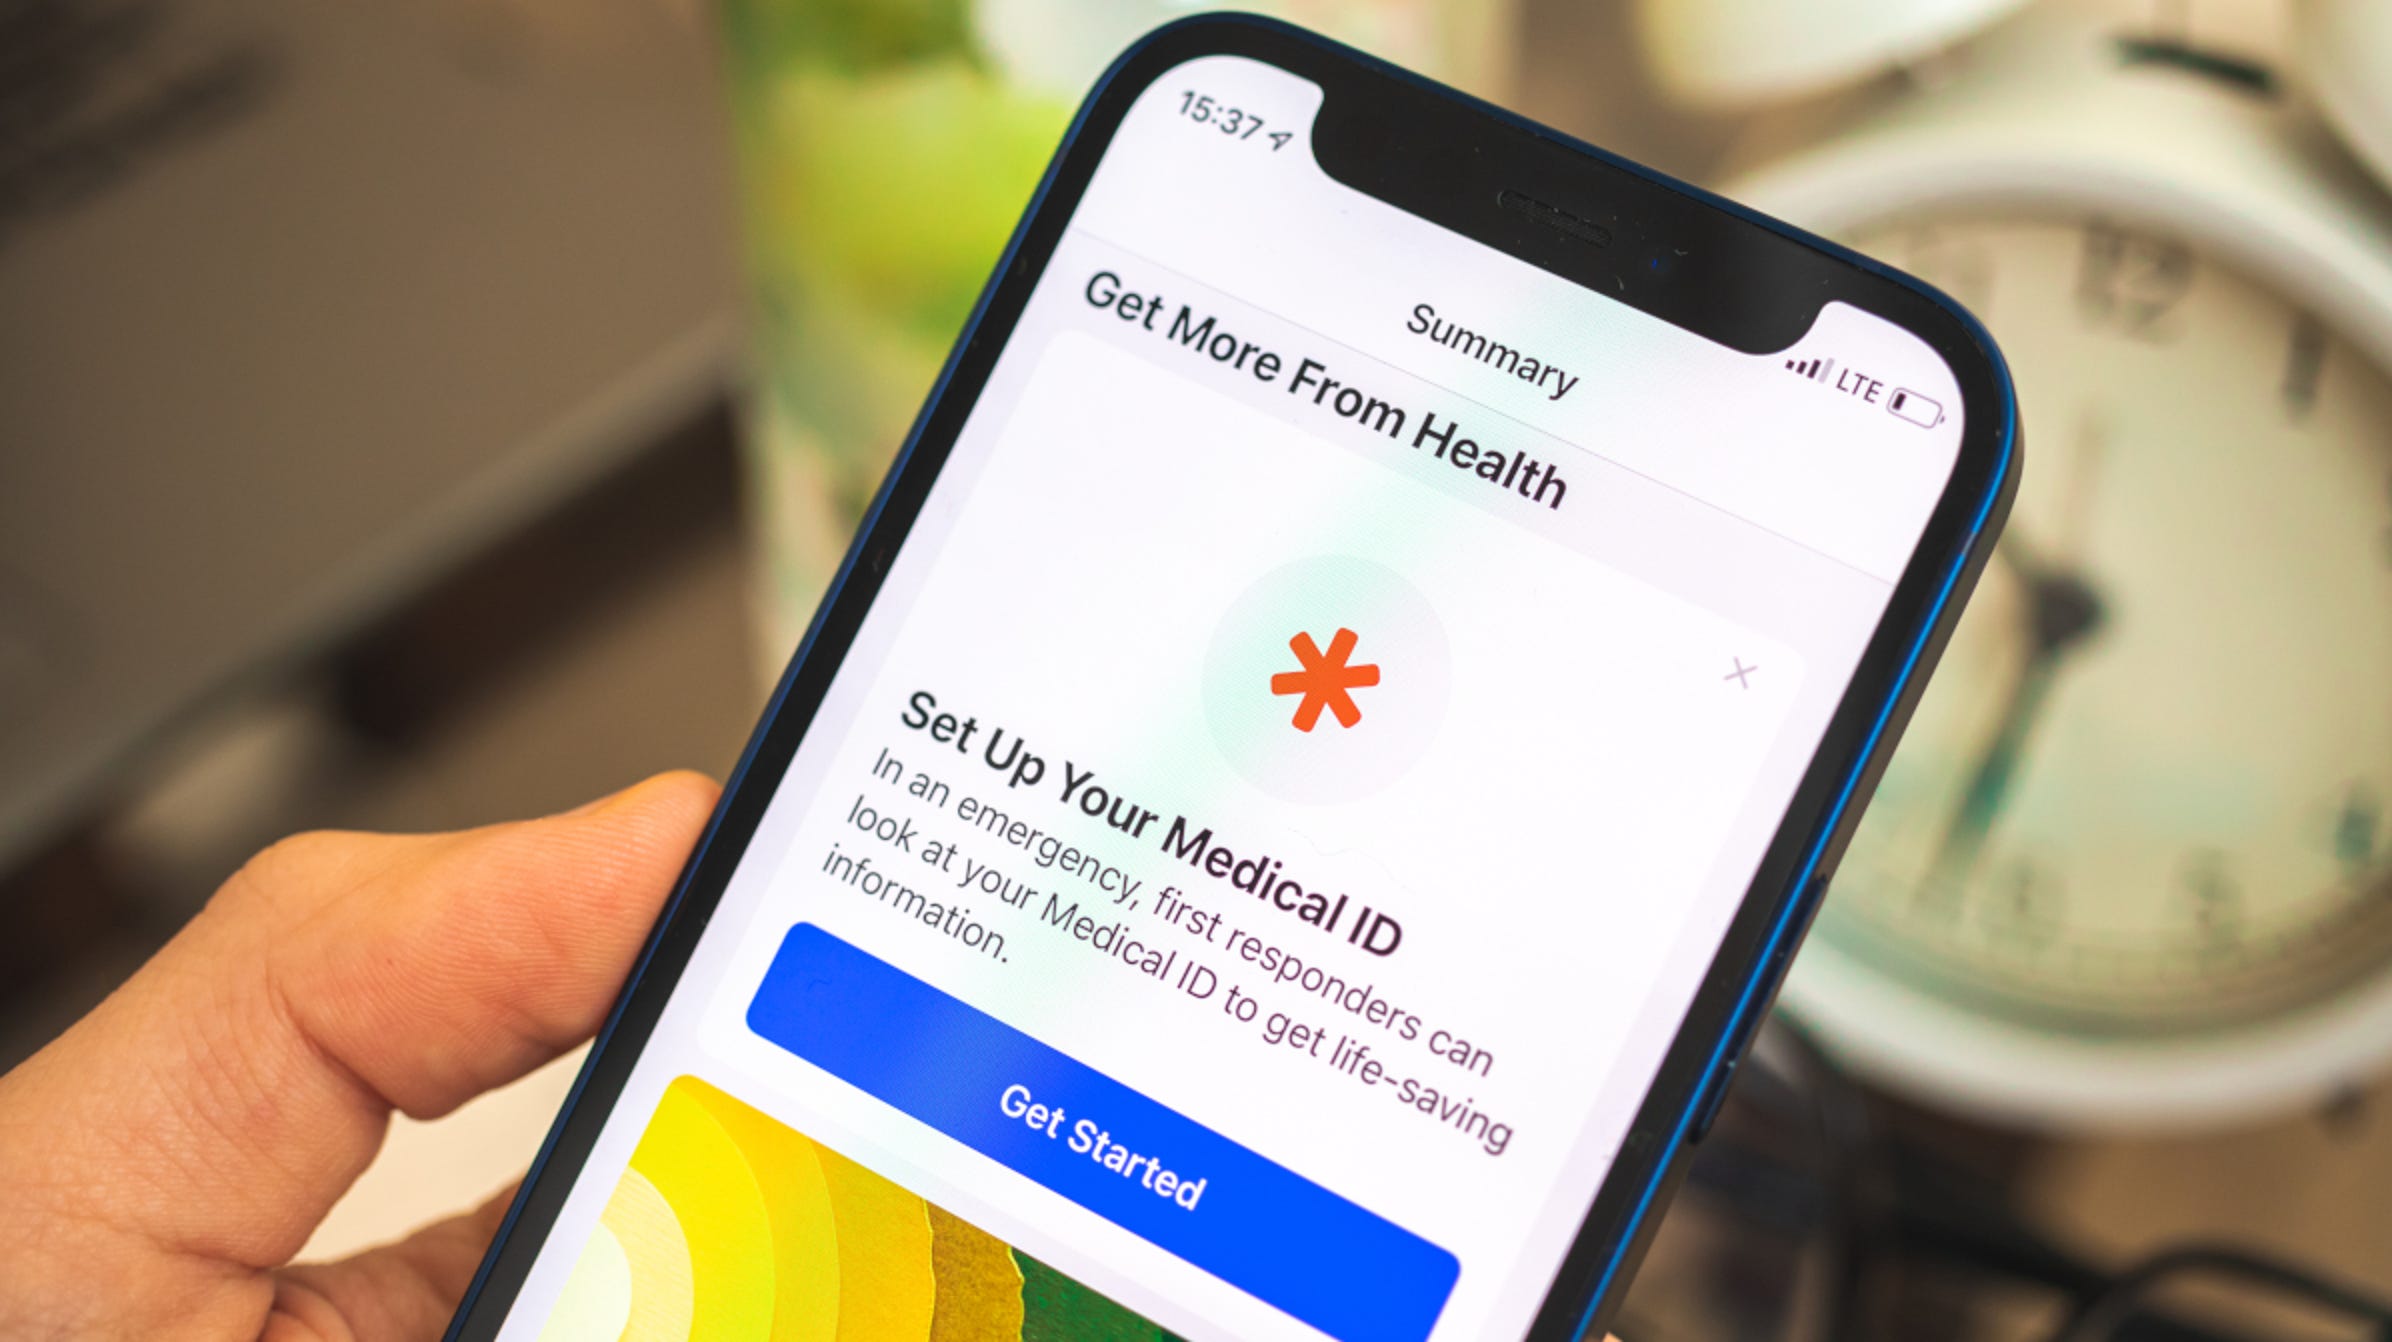 15:37
LTE
Summary
Get More From Health
Set Up Your Medical ID
In an emergency, first responders can
look at your Medical ID to get life-saving
information.
Get Started
12